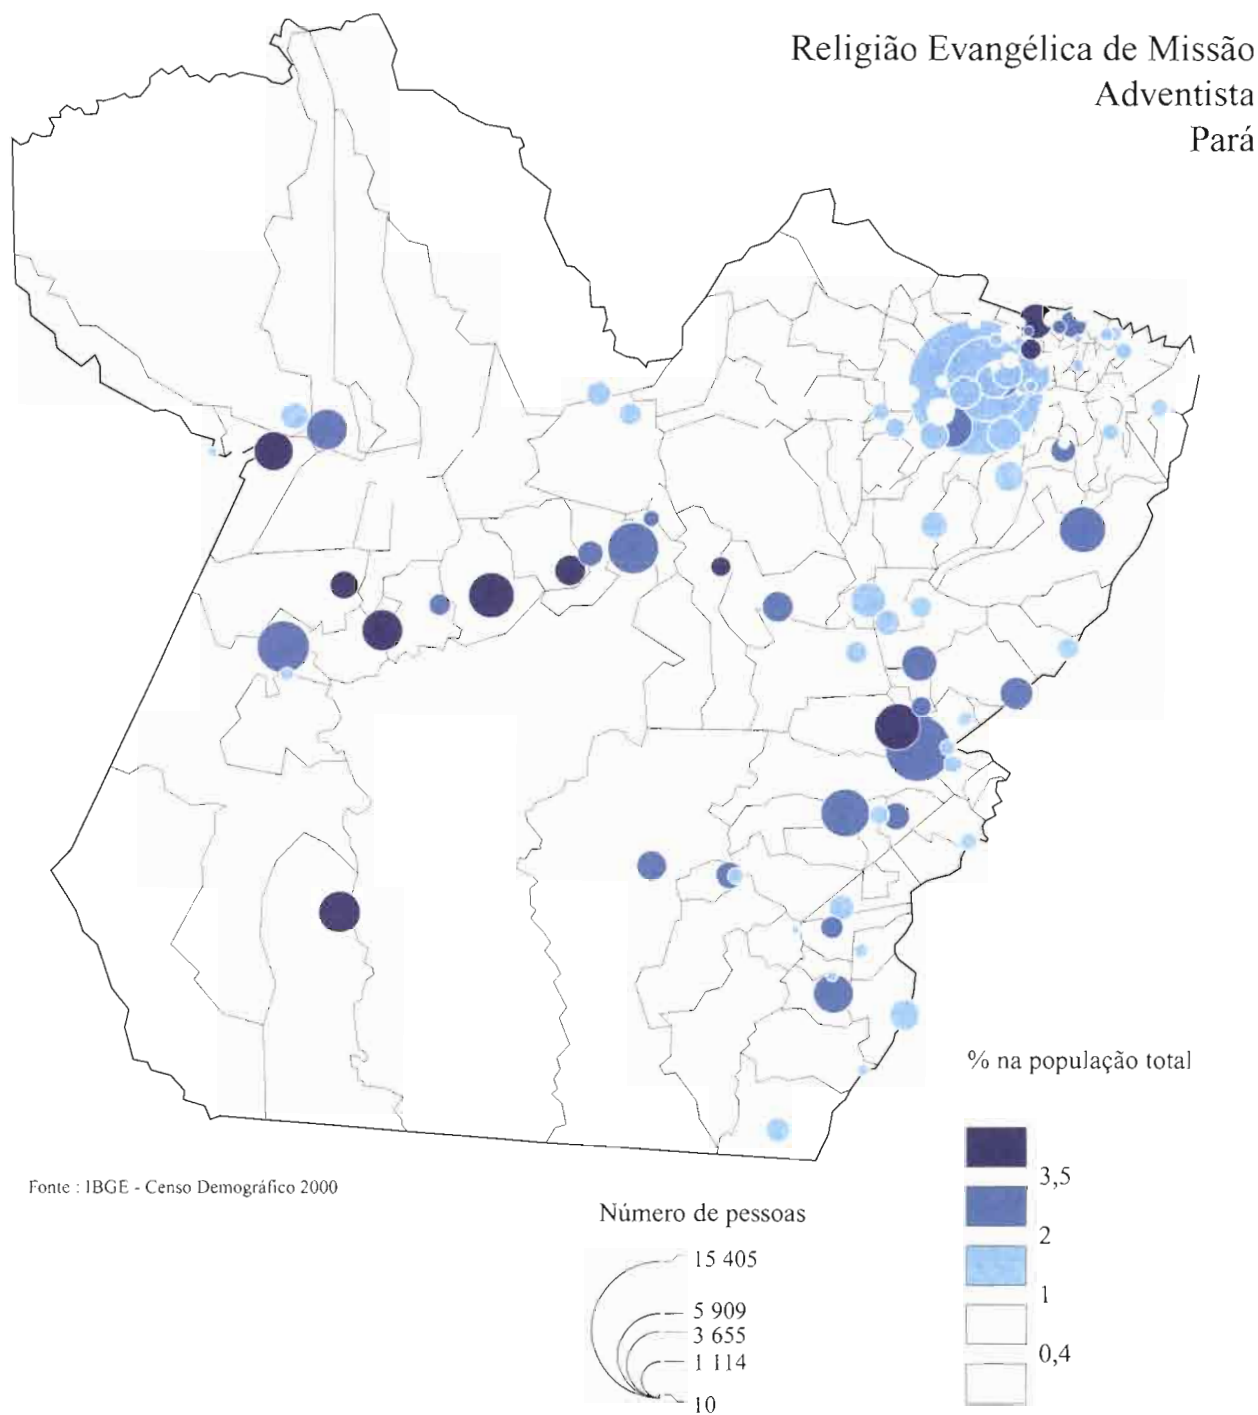 Religião Evangélica de Missão
Adventista
Pará
% na população total
3,5
2
1
0,4
Fonte : IBGE - Censo Demográfico 2000
Número de pessoas
15 405
5 909
3 655
1 114
10